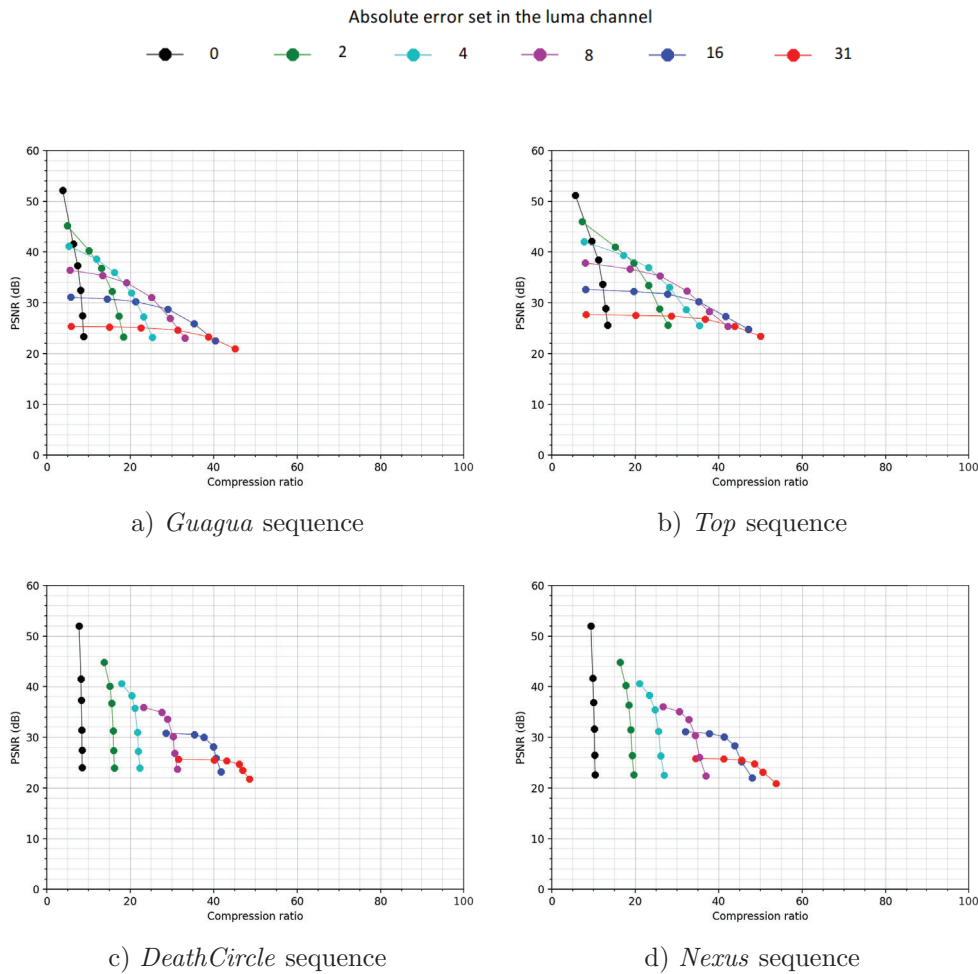 Absolute error set in the luma channel
0 2 4 8 16 31
60
50
40
30
20
10
0
PSNR (dB)
0 20 40 60 80 100
Compression ratio
a) Guagua sequence
60
50
40
30
20
10
0
PSNR (dB)
0 20 40 60 80 100
Compression ratio
b) Top sequence
60
50
40
30
20
10
0
PSNR (dB)
0 20 40 60 80 100
Compression ratio
c) DeathCircle sequence
60
50
40
30
20
10
0
PSNR (dB)
0 20 40 60 80 100
Compression ratio
d) Nexus sequence